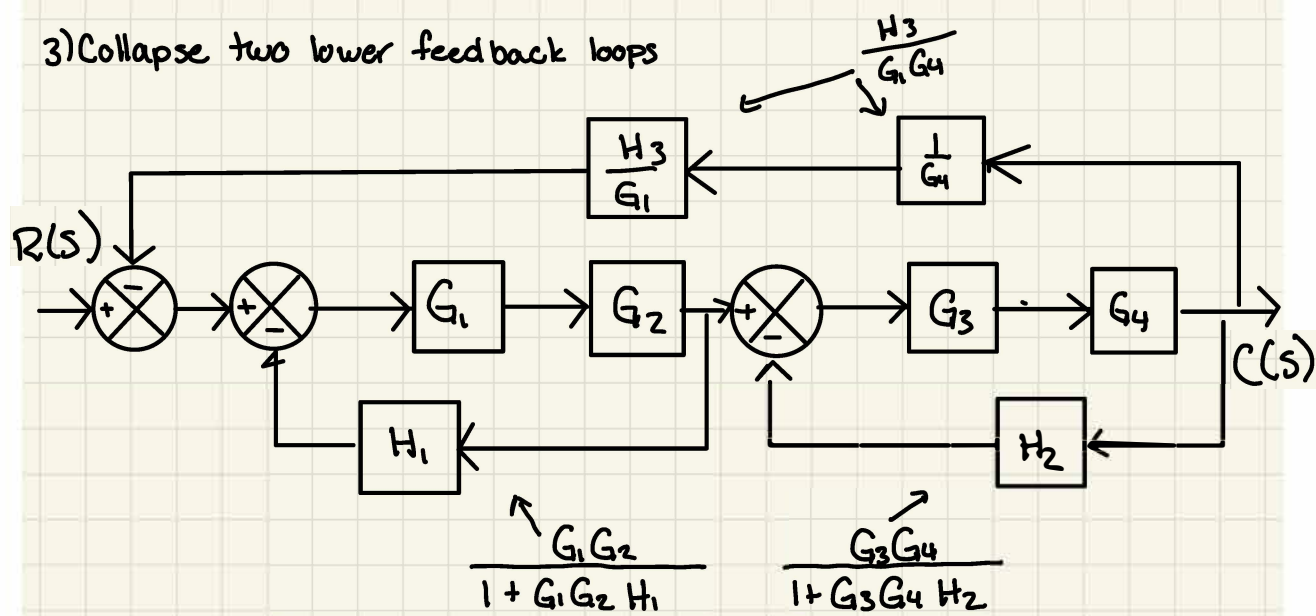 3) Collapse two lower feedback loops
H3
G1G4
H3
G1
1
G4
R(S)
-
+
+
-
G1
G2
+
-
G3
G4
C(S)
H1
H2
G1G2
1 + G1G2 H1
G3G4
1 + G3G4 H2